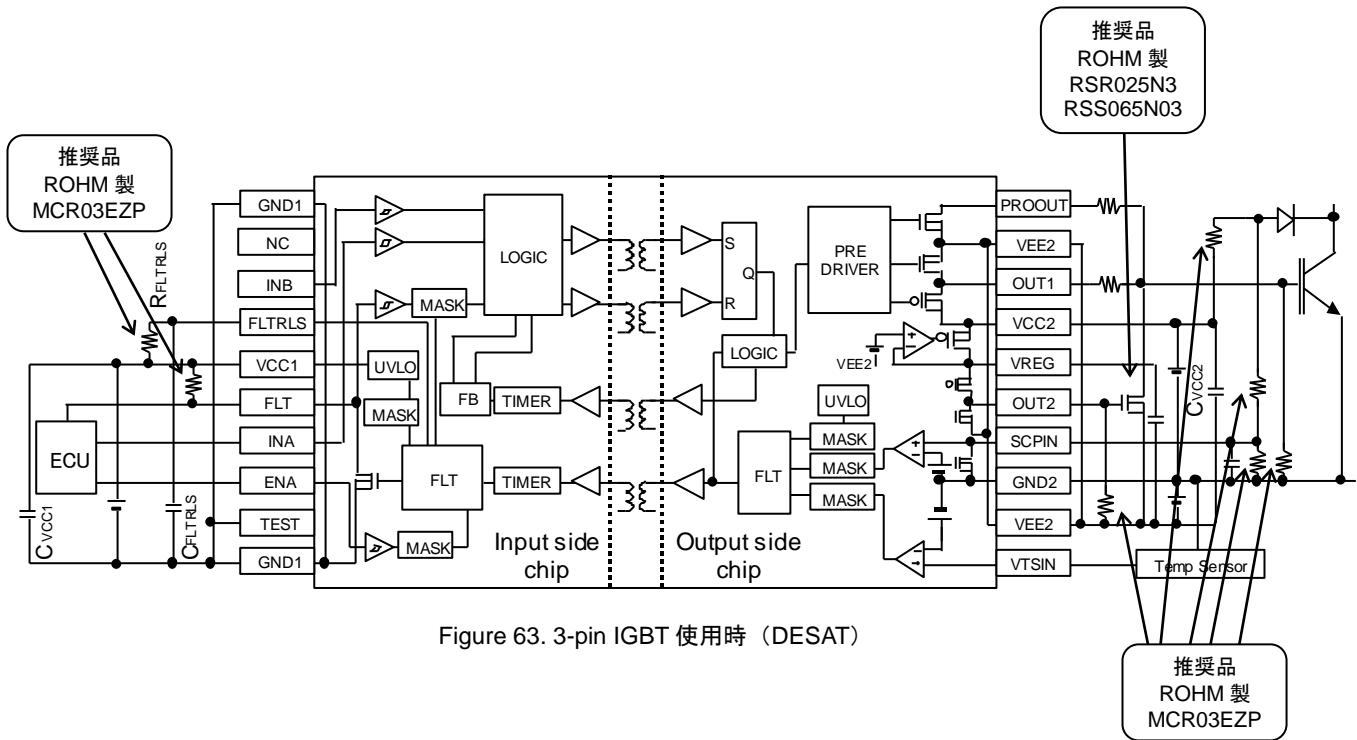 推奨品
ROHM 製
RSR025N3
RSS065N03
推奨品
ROHM 製
MCR03EZP
GND1
NC
INB
FLTRLS
VCC1
FLT
INA
ENA
TEST
GND1
RFLTRLS
ECU
CVCC1
CFLTRLS
LOGIC
MASK
UVLO
MASK
FB
TIMER
FLT
TIMER
MASK
Input side
chip
Output side
chip
S
R
Q
LOGIC
PRE
DRIVER
VEE2
UVLO
MASK
MASK
MASK
FLT
+
-
-
+
PROOUT
VEE2
OUT1
VCC2
VREG
OUT2
SCPIN
GND2
VEE2
VTSIN
CVCC2
Temp Sensor
Figure 63. 3-pin IGBT 使用時（DESAT）
推奨品
ROHM 製
MCR03EZP